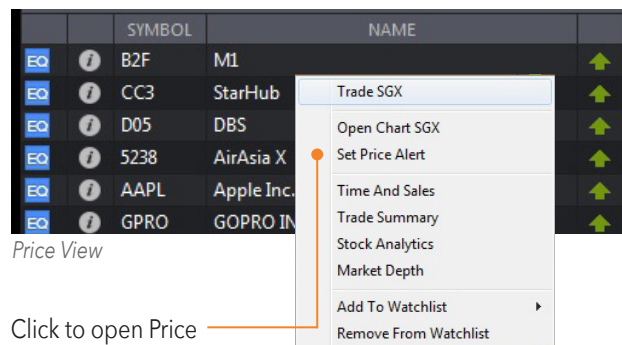 SYMBOL NAME
EQ i B2F M1
EQ i CC3 StarHub
EQ i D05 DBS
EQ i 5238 AirAsia X
EQ i AAPL Apple Inc.
EQ i GPRO GOPRO IN
Trade SGX
Open Chart SGX
Set Price Alert
Time And Sales
Trade Summary
Stock Analytics
Market Depth
Add To Watchlist
Remove From Watchlist
Price View
Click to open Price